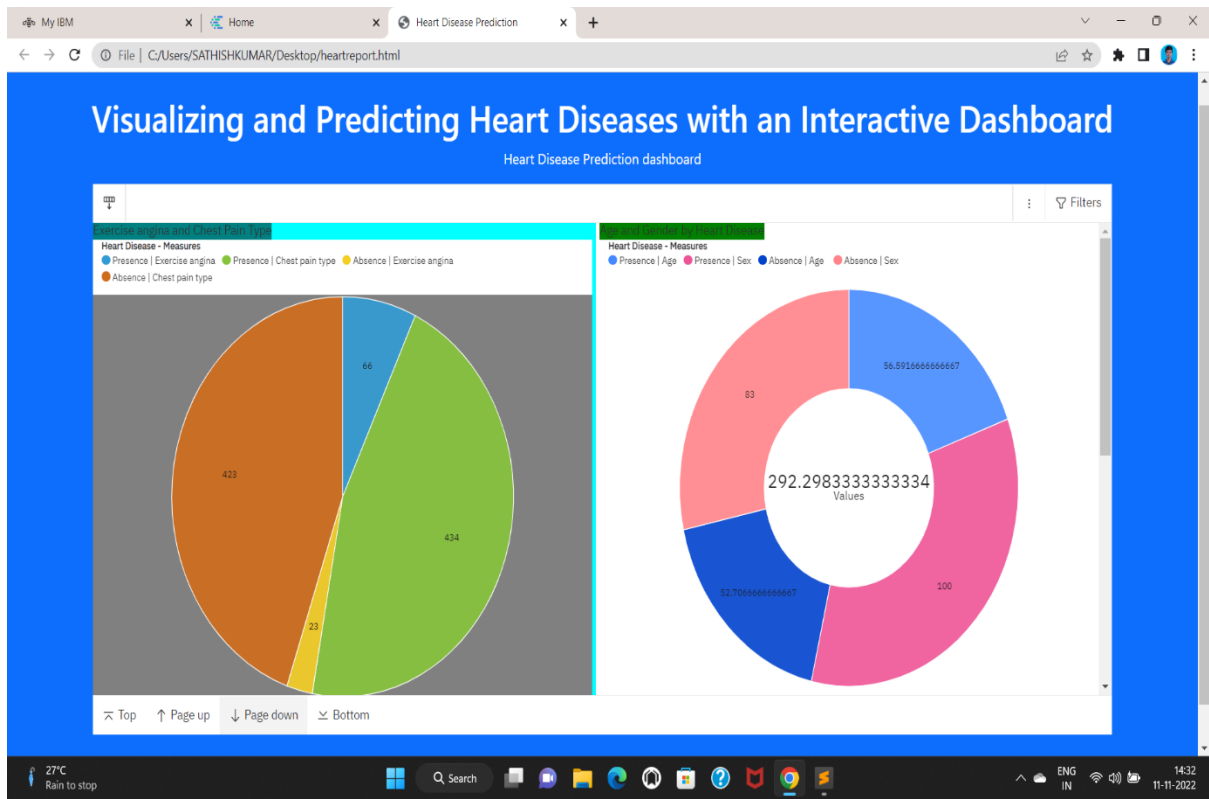 My IBM
Home
Heart Disease Prediction
File | C:/Users/SATHISHKUMAR/Desktop/heartreport.html
Visualizing and Predicting Heart Diseases with an Interactive Dashboard
Heart Disease Prediction dashboard
Filters
Exercise angina and Chest Pain Type
Heart Disease - Measures
Presence | Exercise angina Presence | Chest pain type Absence | Exercise angina
Absence | Chest pain type
66
423
434
23
Age and Gender by Heart Disease
Heart Disease - Measures
Presence | Age Presence | Sex Absence | Age Absence | Sex
56.5916666666667
83
292.2983333333334
Values
52.7066666666667
100
Top Page up Page down Bottom
27°C
Rain to stop
Search
ENG
IN
14:32
11-11-2022